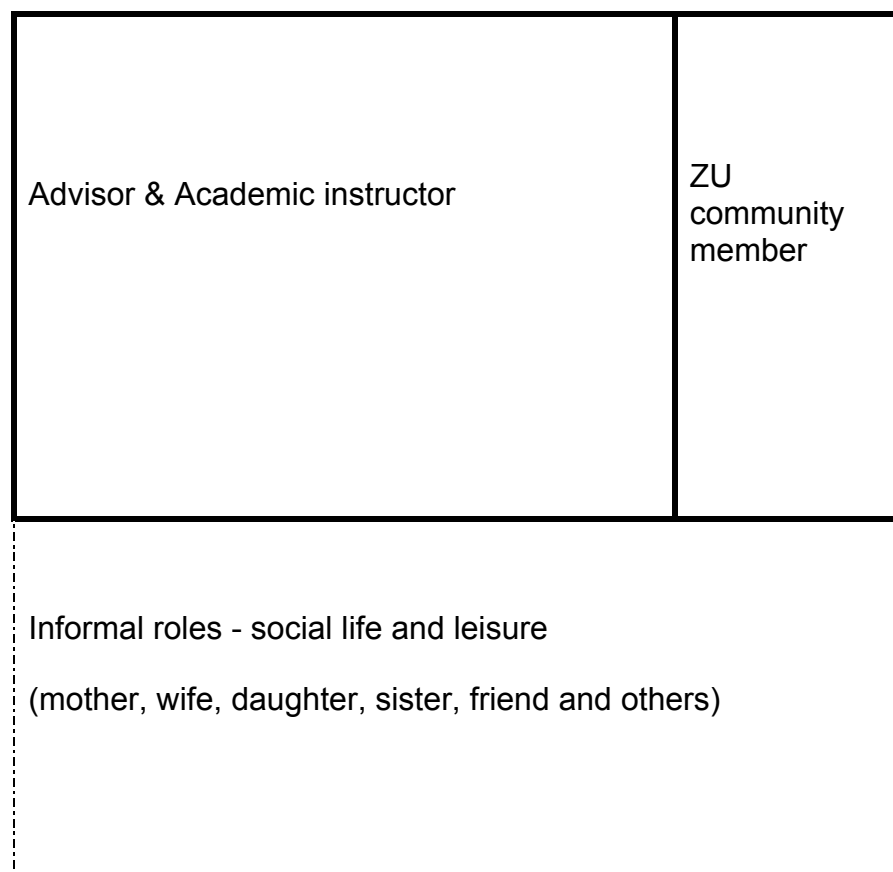 Advisor & Academic instructor
ZU
community
member
Informal roles - social life and leisure
(mother, wife, daughter, sister, friend and others)